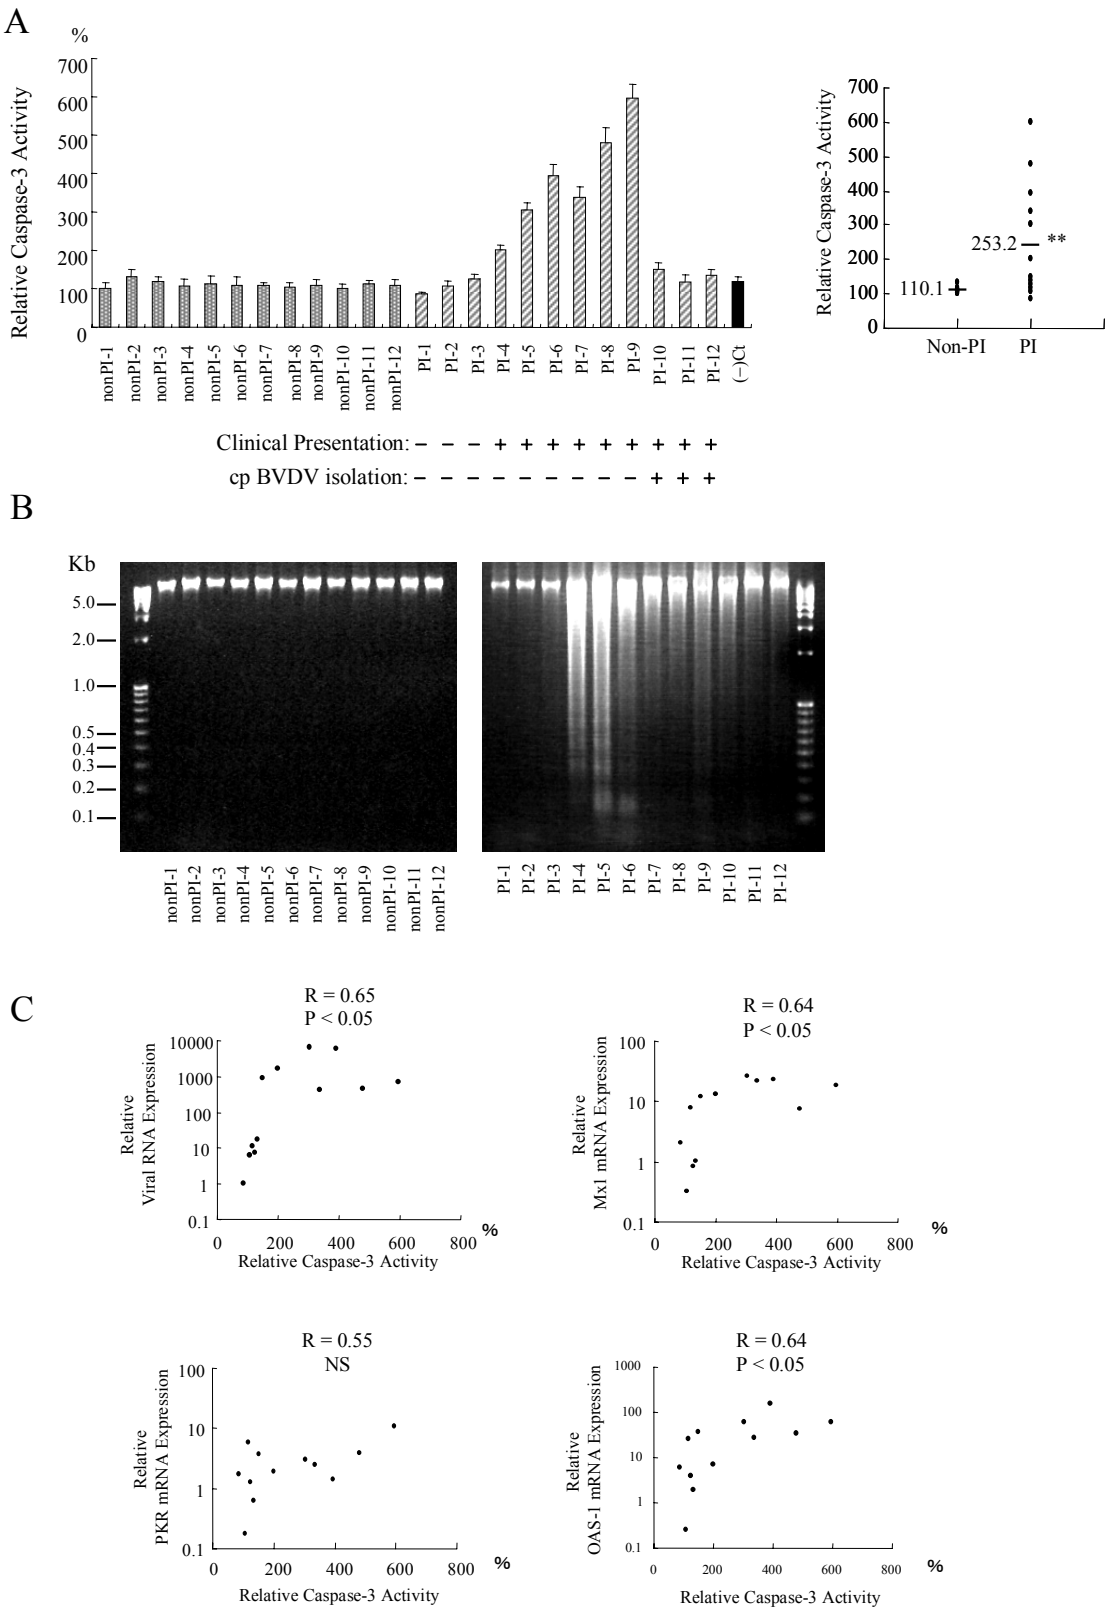 A
%
Relative Caspase-3 Activity
700
600
500
400
300
200
100
0
nonPI-1
nonPI-2
nonPI-3
nonPI-4
nonPI-5
nonPI-6
nonPI-7
nonPI-8
nonPI-9
nonPI-10
nonPI-11
nonPI-12
PI-1
PI-2
PI-3
PI-4
PI-5
PI-6
PI-7
PI-8
PI-9
PI-10
PI-11
PI-12
(−)Ct
Clinical Presentation: − − − + + + + + + + + +
cp BVDV isolation: − − − − − − − − − + + +
Relative Caspase-3 Activity
700
600
500
400
300
200
100
0
110.1
253.2
**
Non-PI PI
B
Kb
5.0
2.0
1.0
0.5
0.4
0.3
0.2
0.1
nonPI-1
nonPI-2
nonPI-3
nonPI-4
nonPI-5
nonPI-6
nonPI-7
nonPI-8
nonPI-9
nonPI-10
nonPI-11
nonPI-12
PI-1
PI-2
PI-3
PI-4
PI-5
PI-6
PI-7
PI-8
PI-9
PI-10
PI-11
PI-12
C
R = 0.65
P < 0.05
Relative
Viral RNA Expression
10000
1000
100
10
1
0.1
0 200 400 600 800 %
Relative Caspase-3 Activity
R = 0.64
P < 0.05
Relative
Mx1 mRNA Expression
100
10
1
0.1
0 200 400 600 800 %
Relative Caspase-3 Activity
R = 0.55
NS
Relative
PKR mRNA Expression
100
10
1
0.1
0 200 400 600 800 %
Relative Caspase-3 Activity
R = 0.64
P < 0.05
Relative
OAS-1 mRNA Expression
1000
100
10
1
0.1
0 200 400 600 800 %
Relative Caspase-3 Activity